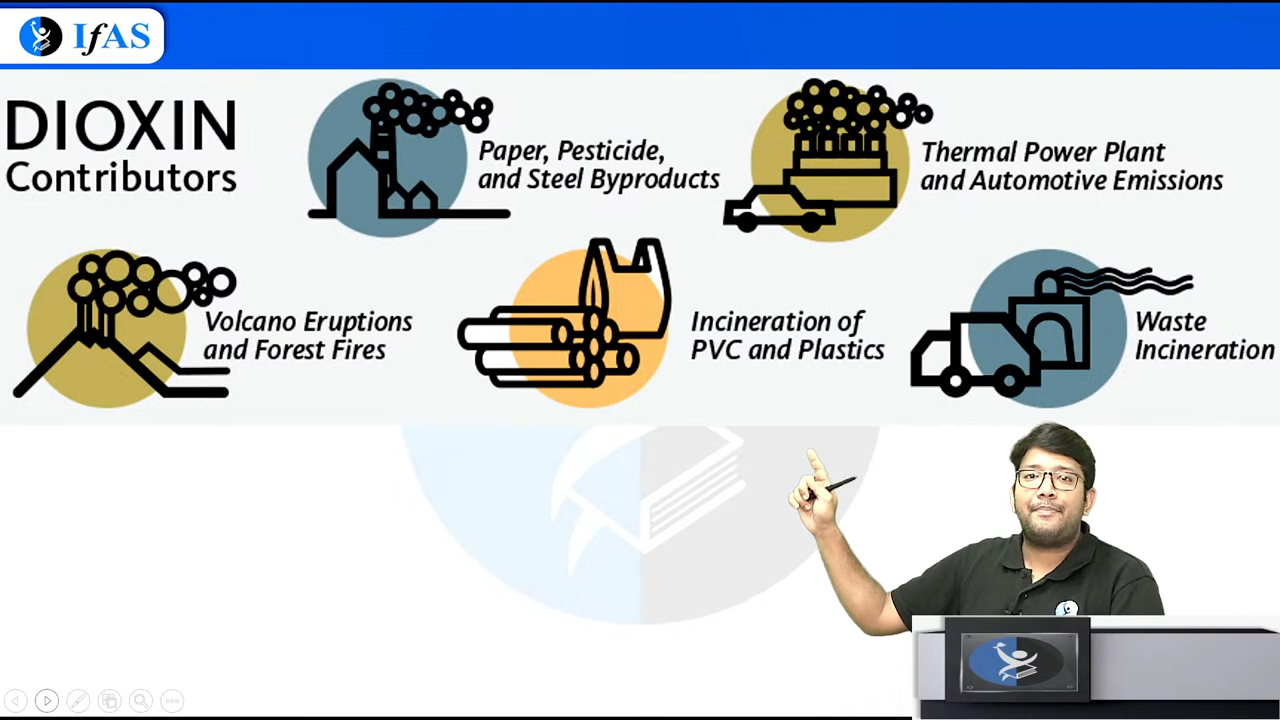 IfAS
DIOXIN
Contributors
Paper, Pesticide,
and Steel Byproducts
Thermal Power Plant
and Automotive Emissions
Volcano Eruptions
and Forest Fires
Incineration of
PVC and Plastics
Waste
Incineration